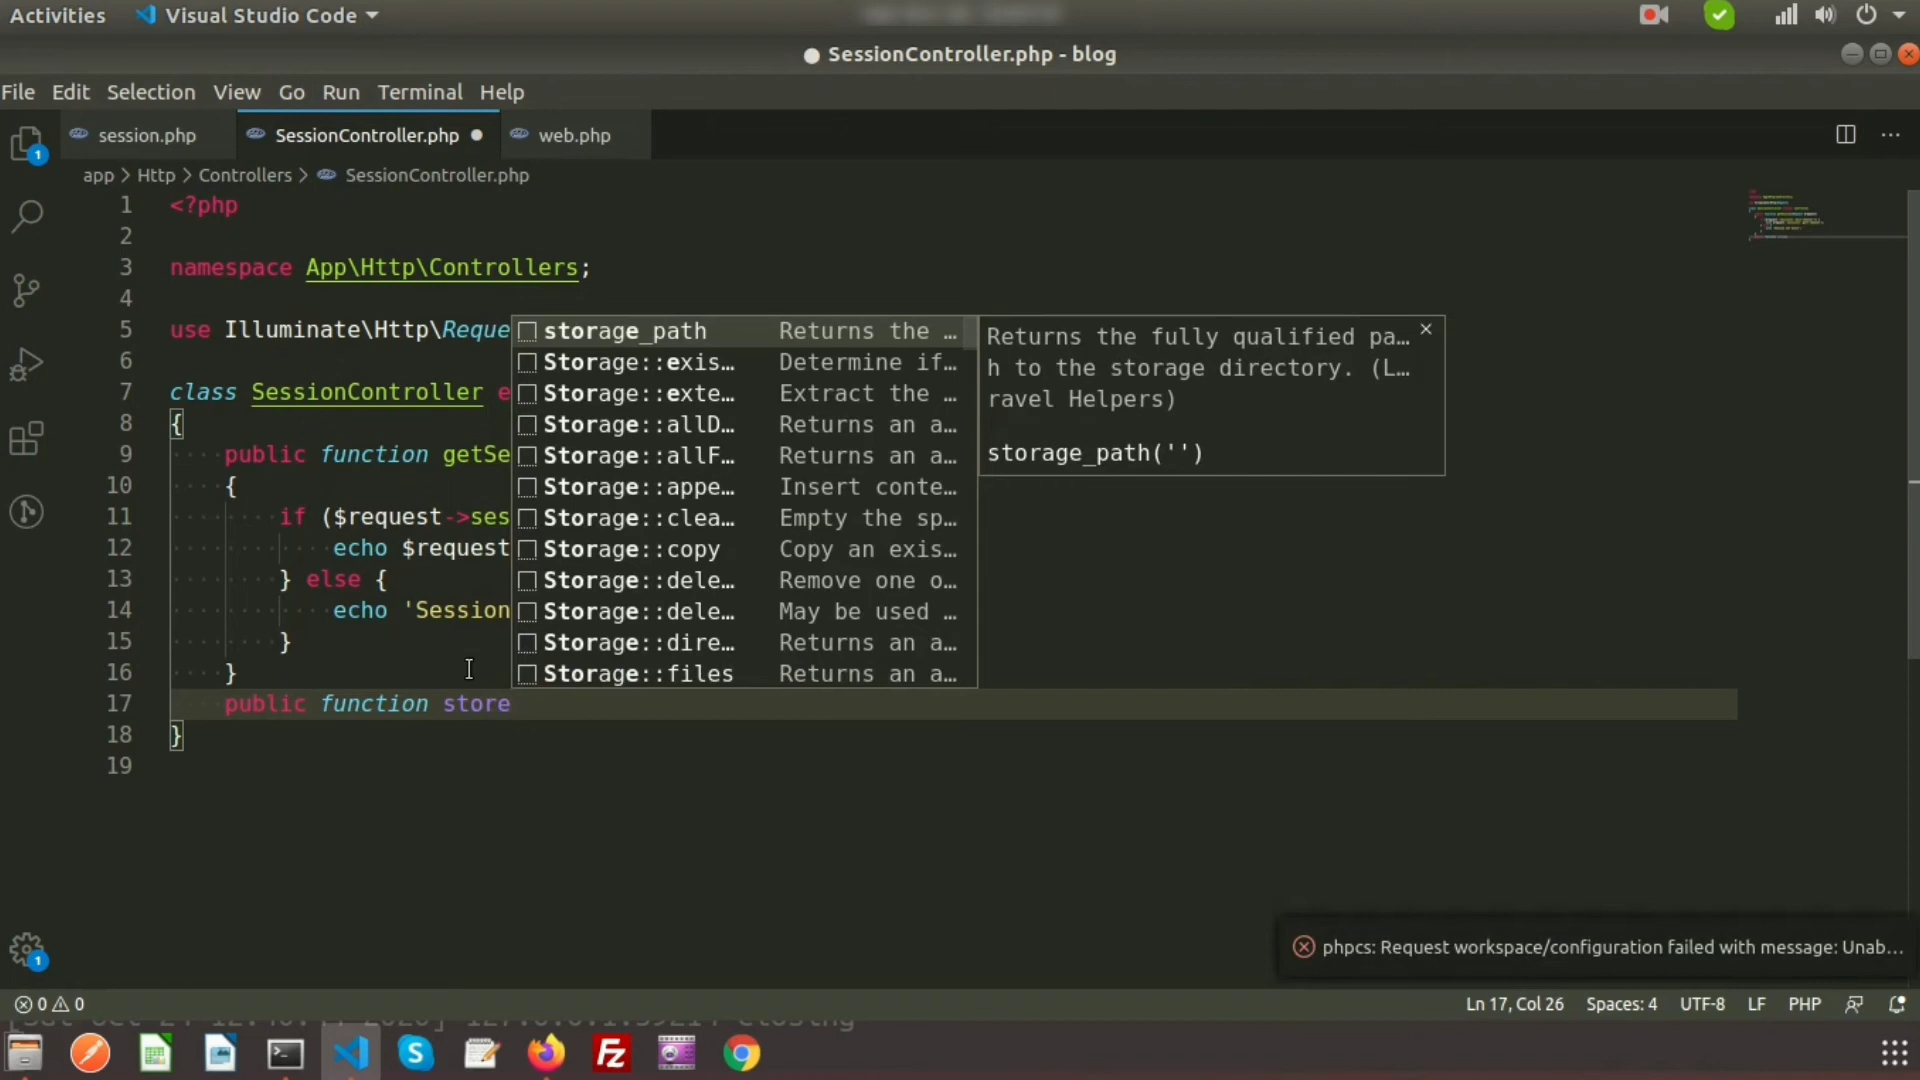 Activities Visual Studio Code
SessionController.php - blog
File Edit Selection View Go Run Terminal Help
session.php SessionController.php web.php
app > Http > Controllers > SessionController.php
1 <?php
2
3 namespace App\Http\Controllers;
4
5 use Illuminate\Http\Reque
6
7 class SessionController e
8 {
9 public function getSe
10 {
11 if ($request->ses
12 echo $request
13 } else {
14 echo 'Session
15 }
16 }
17 public function store
18 }
19
storage_path Returns the …
Storage::exis… Determine if…
Storage::exte… Extract the …
Storage::allD… Returns an a…
Storage::allF… Returns an a…
Storage::appe… Insert conte…
Storage::clea… Empty the sp…
Storage::copy Copy an exis…
Storage::dele… Remove one o…
Storage::dele… May be used …
Storage::dire… Returns an a…
Storage::files Returns an a…
Returns the fully qualified pa…
h to the storage directory. (L…
ravel Helpers)
storage_path('')
1
1
phpcs: Request workspace/configuration failed with message: Unab…
0 0 Ln 17, Col 26 Spaces: 4 UTF-8 LF PHP
Fz